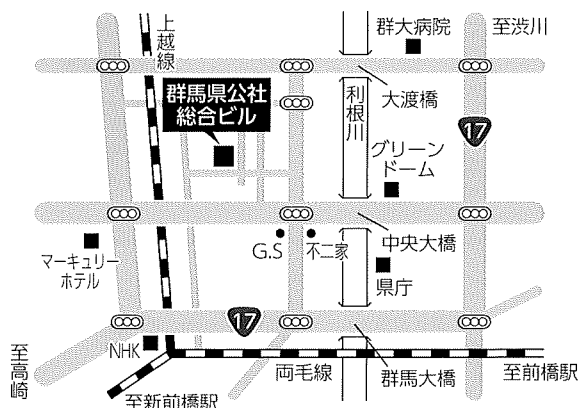 上越線
群大病院
至渋川
大渡橋
群馬県公社
総合ビル
利根川
17
グリーン
ドーム
中央大橋
G.S
不二家
マーキュリー
ホテル
県庁
17
NHK
至高崎
両毛線
群馬大橋
至前橋駅
至新前橋駅